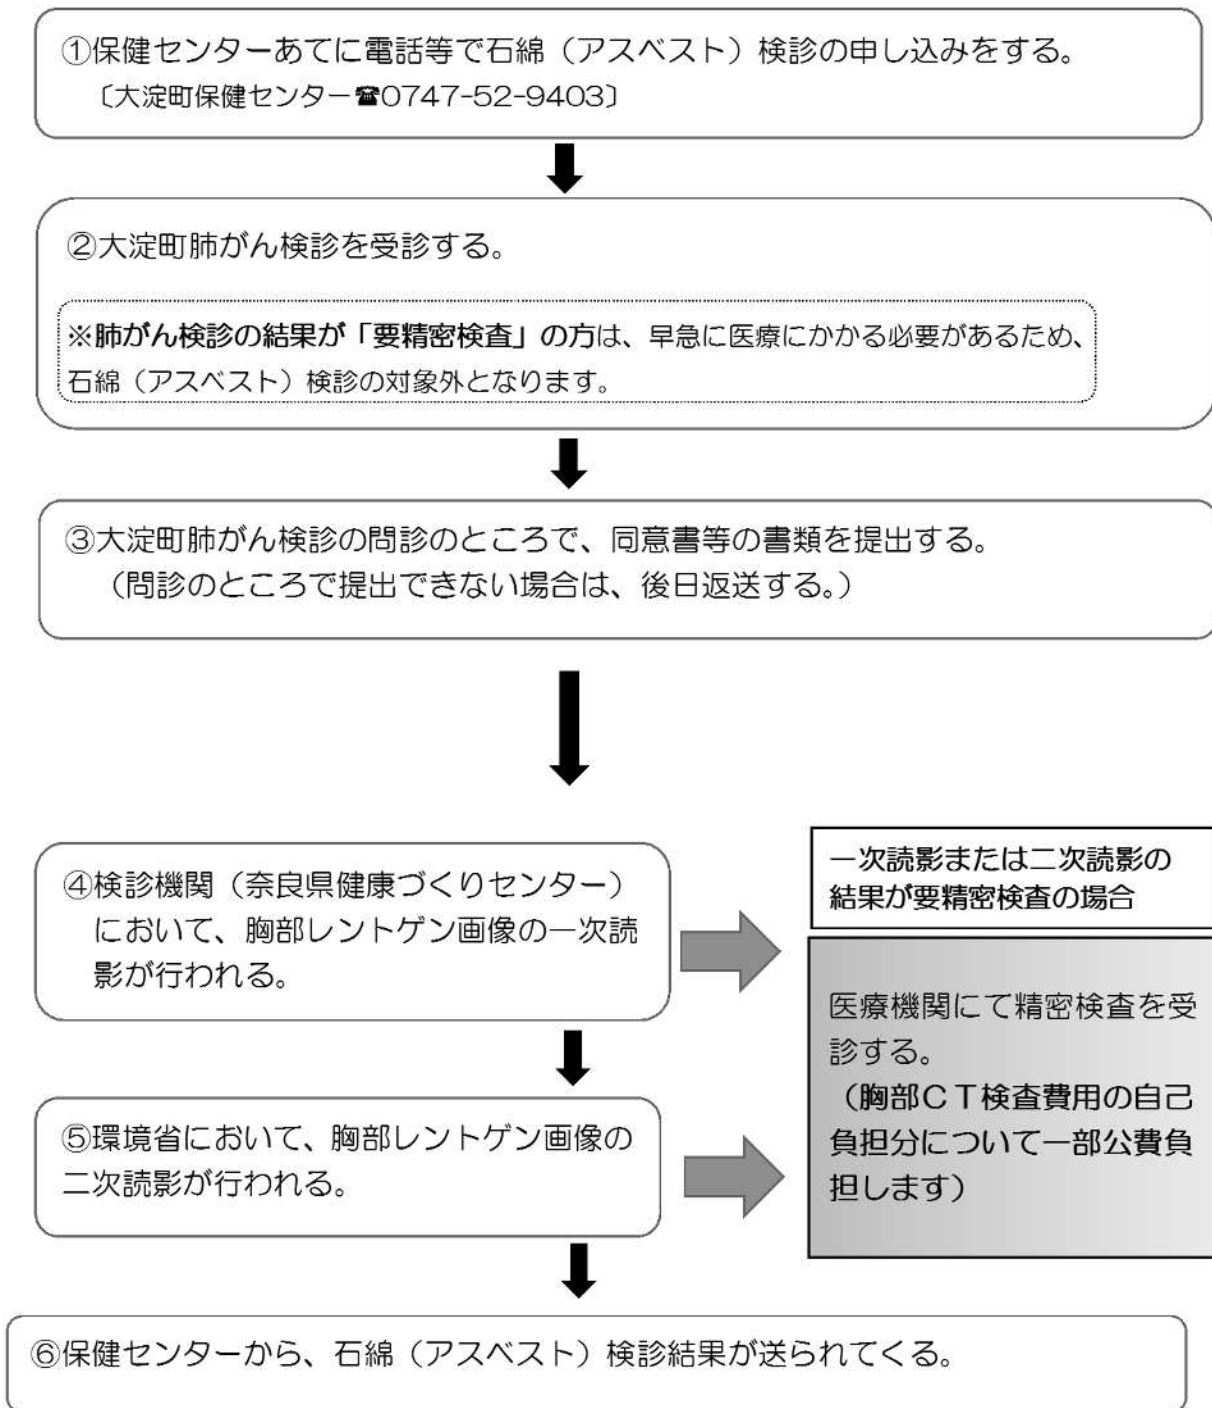 ①保健センターあてに電話等で石綿（アスベスト）検診の申し込みをする。
〔大淀町保健センター☎0747-52-9403〕
②大淀町肺がん検診を受診する。
※肺がん検診の結果が「要精密検査」の方は、早急に医療にかかる必要があるため、
石綿（アスベスト）検診の対象外となります。
③大淀町肺がん検診の問診のところで、同意書等の書類を提出する。
（問診のところで提出できない場合は、後日返送する。）
④検診機関（奈良県健康づくりセンター）
において、胸部レントゲン画像の一次読
影が行われる。
一次読影または二次読影の
結果が要精密検査の場合
医療機関にて精密検査を受
診する。
（胸部ＣＴ検査費用の自己
負担分について一部公費負
担します）
⑤環境省において、胸部レントゲン画像の
二次読影が行われる。
⑥保健センターから、石綿（アスベスト）検診結果が送られてくる。